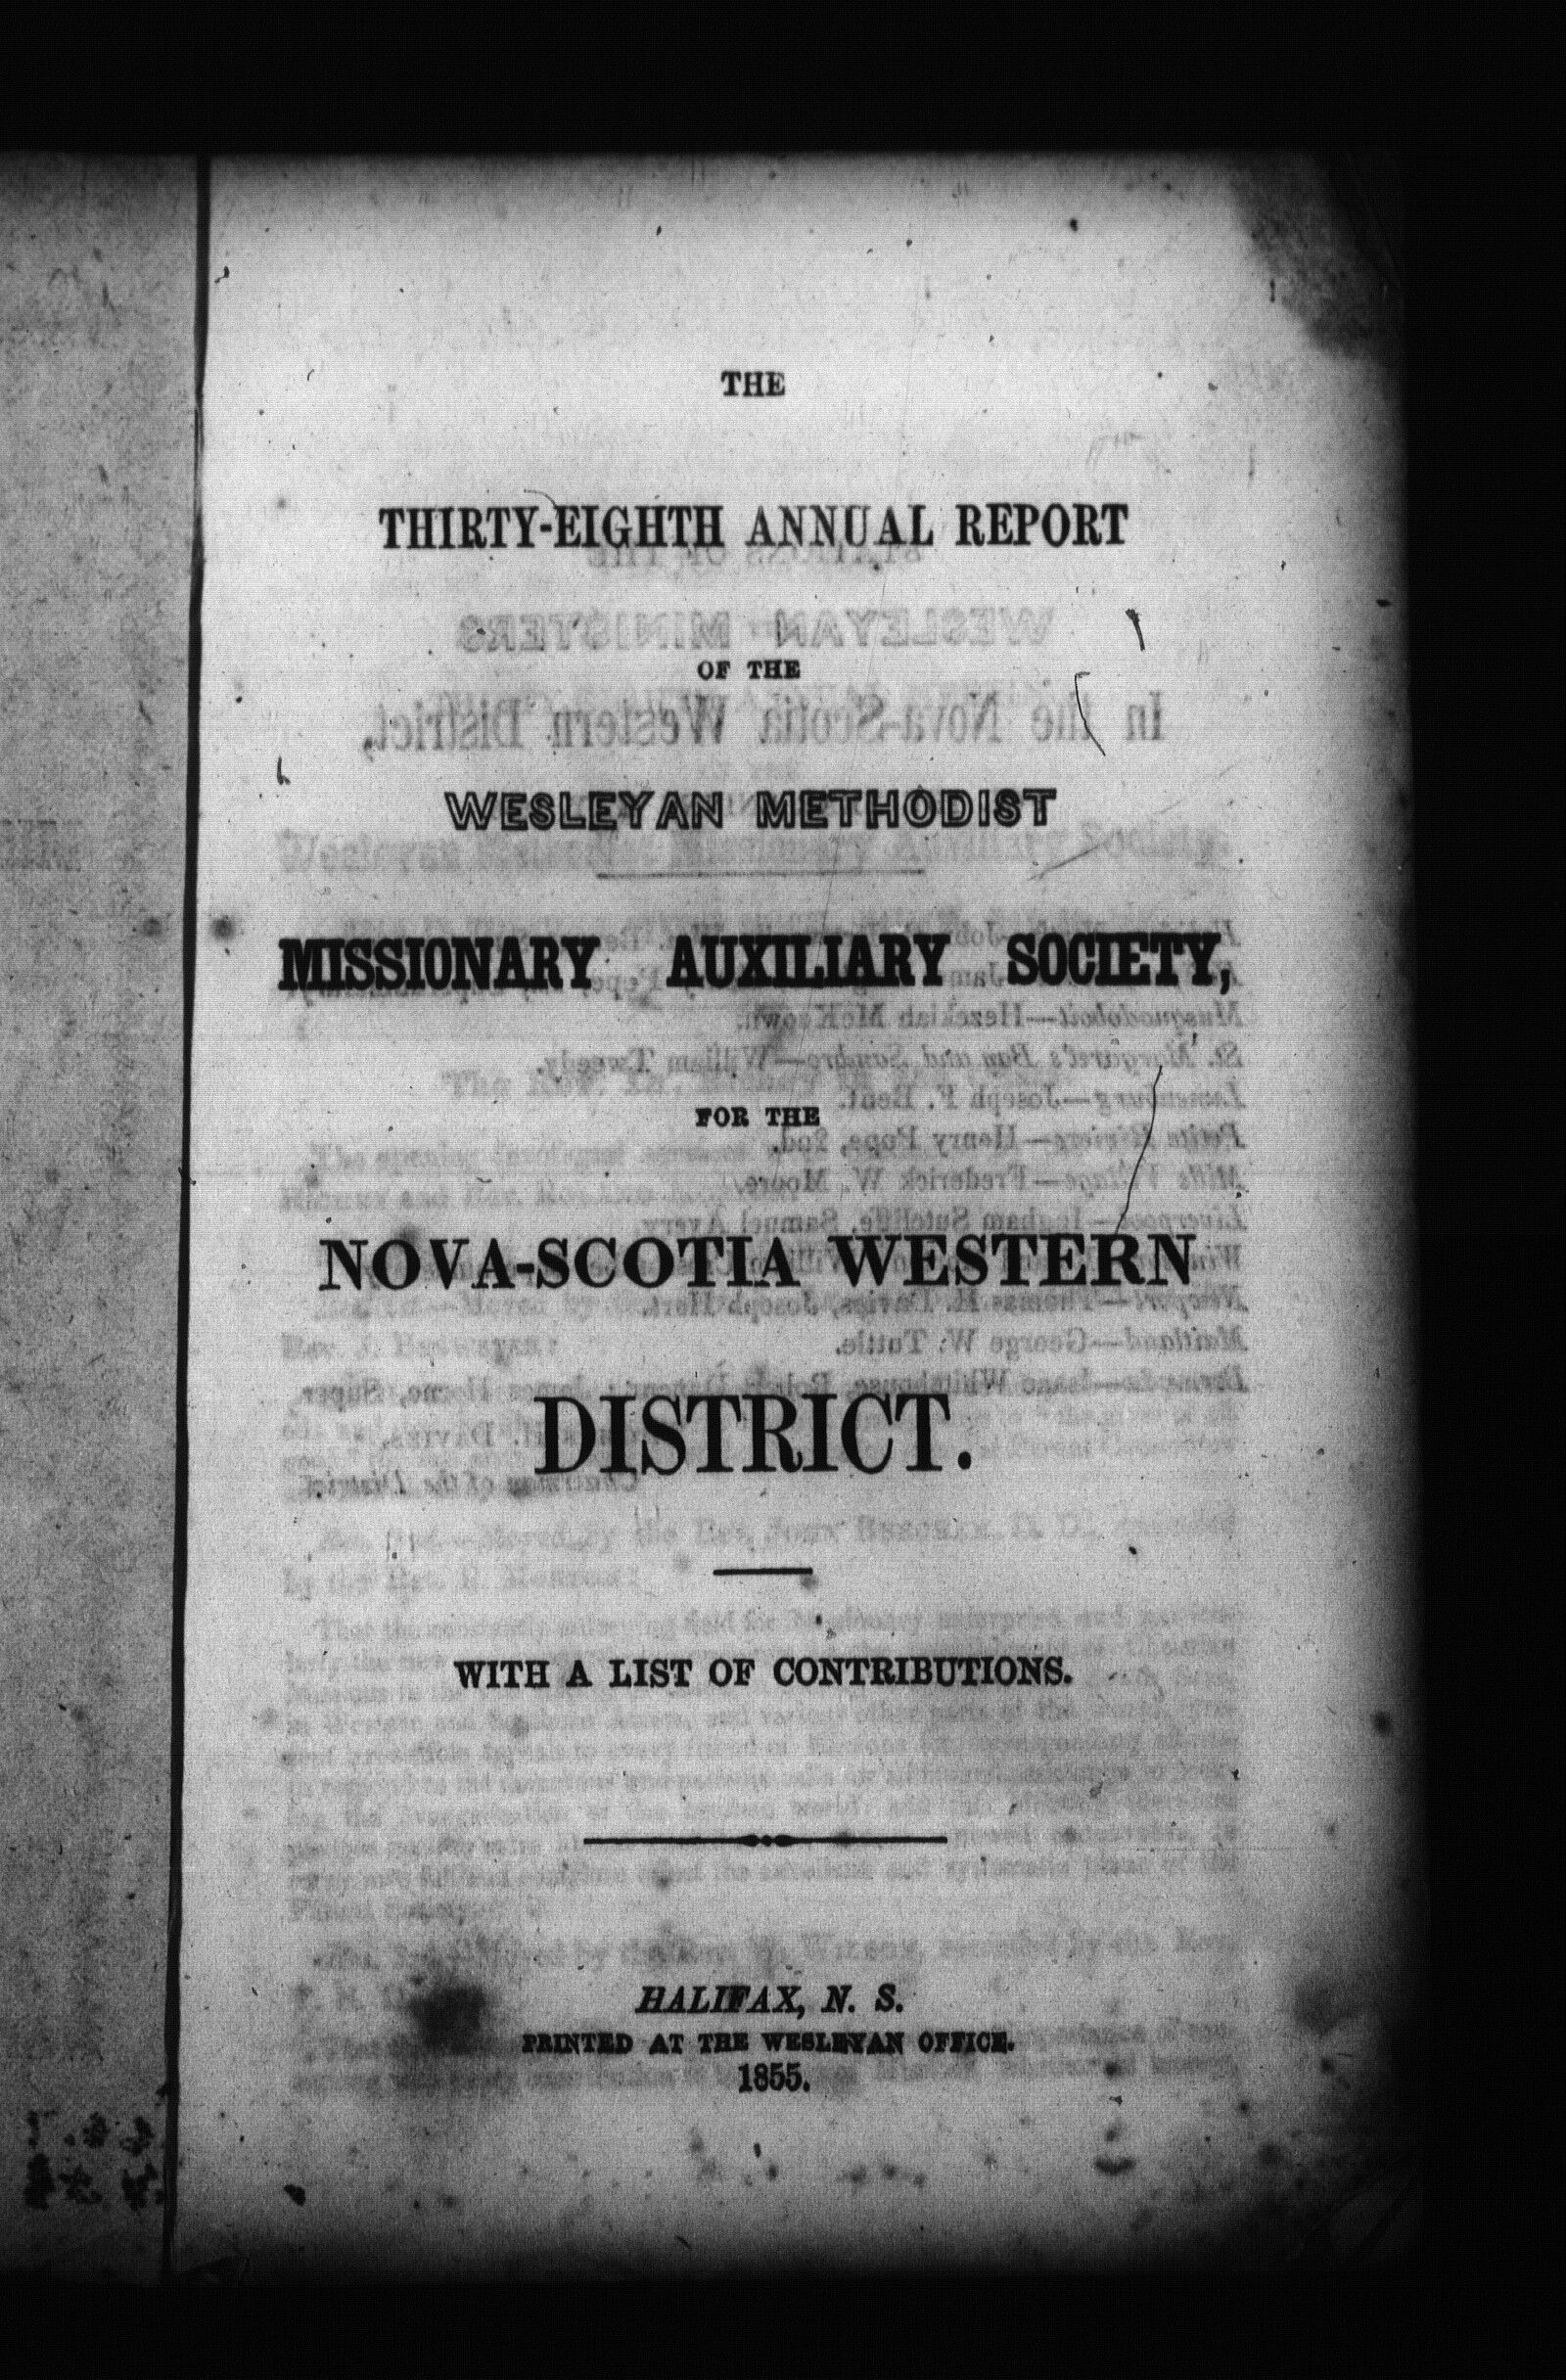 THE
THIRTY-EIGHTH ANNUAL REPORT
OF THE
WESLEYAN METHODIST
MISSIONARY AUXILIARY SOCIETY,
FOR THE
NOVA-SCOTIA WESTERN
DISTRICT.
WITH A LIST OF CONTRIBUTIONS.
HALIFAX, N. S.
PRINTED AT THE WESLEYAN OFFICE.
1855.